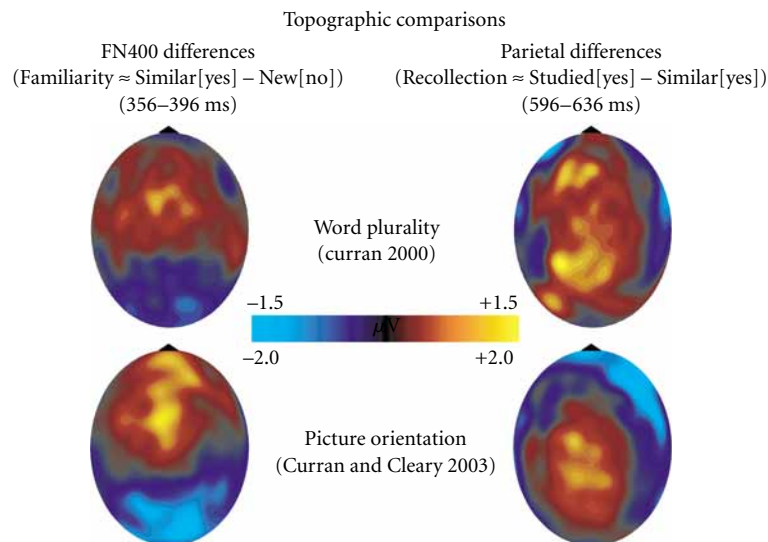 Topographic comparisons
FN400 differences
(Familiarity ≈ Similar[yes] – New[no])
(356–396 ms)
Parietal differences
(Recollection ≈ Studied[yes] – Similar[yes])
(596–636 ms)
Word plurality
(curran 2000)
–1.5 +1.5
μV
–2.0 +2.0
Picture orientation
(Curran and Cleary 2003)